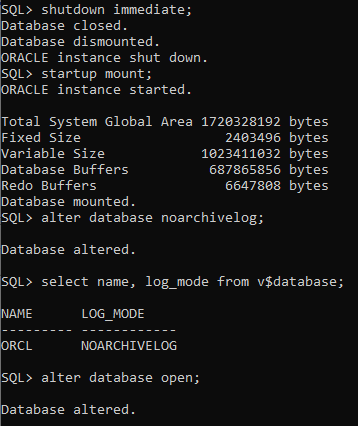 SQL> shutdown immediate;
Database closed.
Database dismounted.
ORACLE instance shut down.
SQL> startup mount;
ORACLE instance started.

Total System Global Area 1720328192 bytes
Fixed Size                  2403496 bytes
Variable Size            1023411032 bytes
Database Buffers          687865856 bytes
Redo Buffers                6647808 bytes
Database mounted.
SQL> alter database noarchivelog;

Database altered.

SQL> select name, log_mode from v$database;

NAME      LOG_MODE
--------- ------------
ORCL      NOARCHIVELOG

SQL> alter database open;

Database altered.